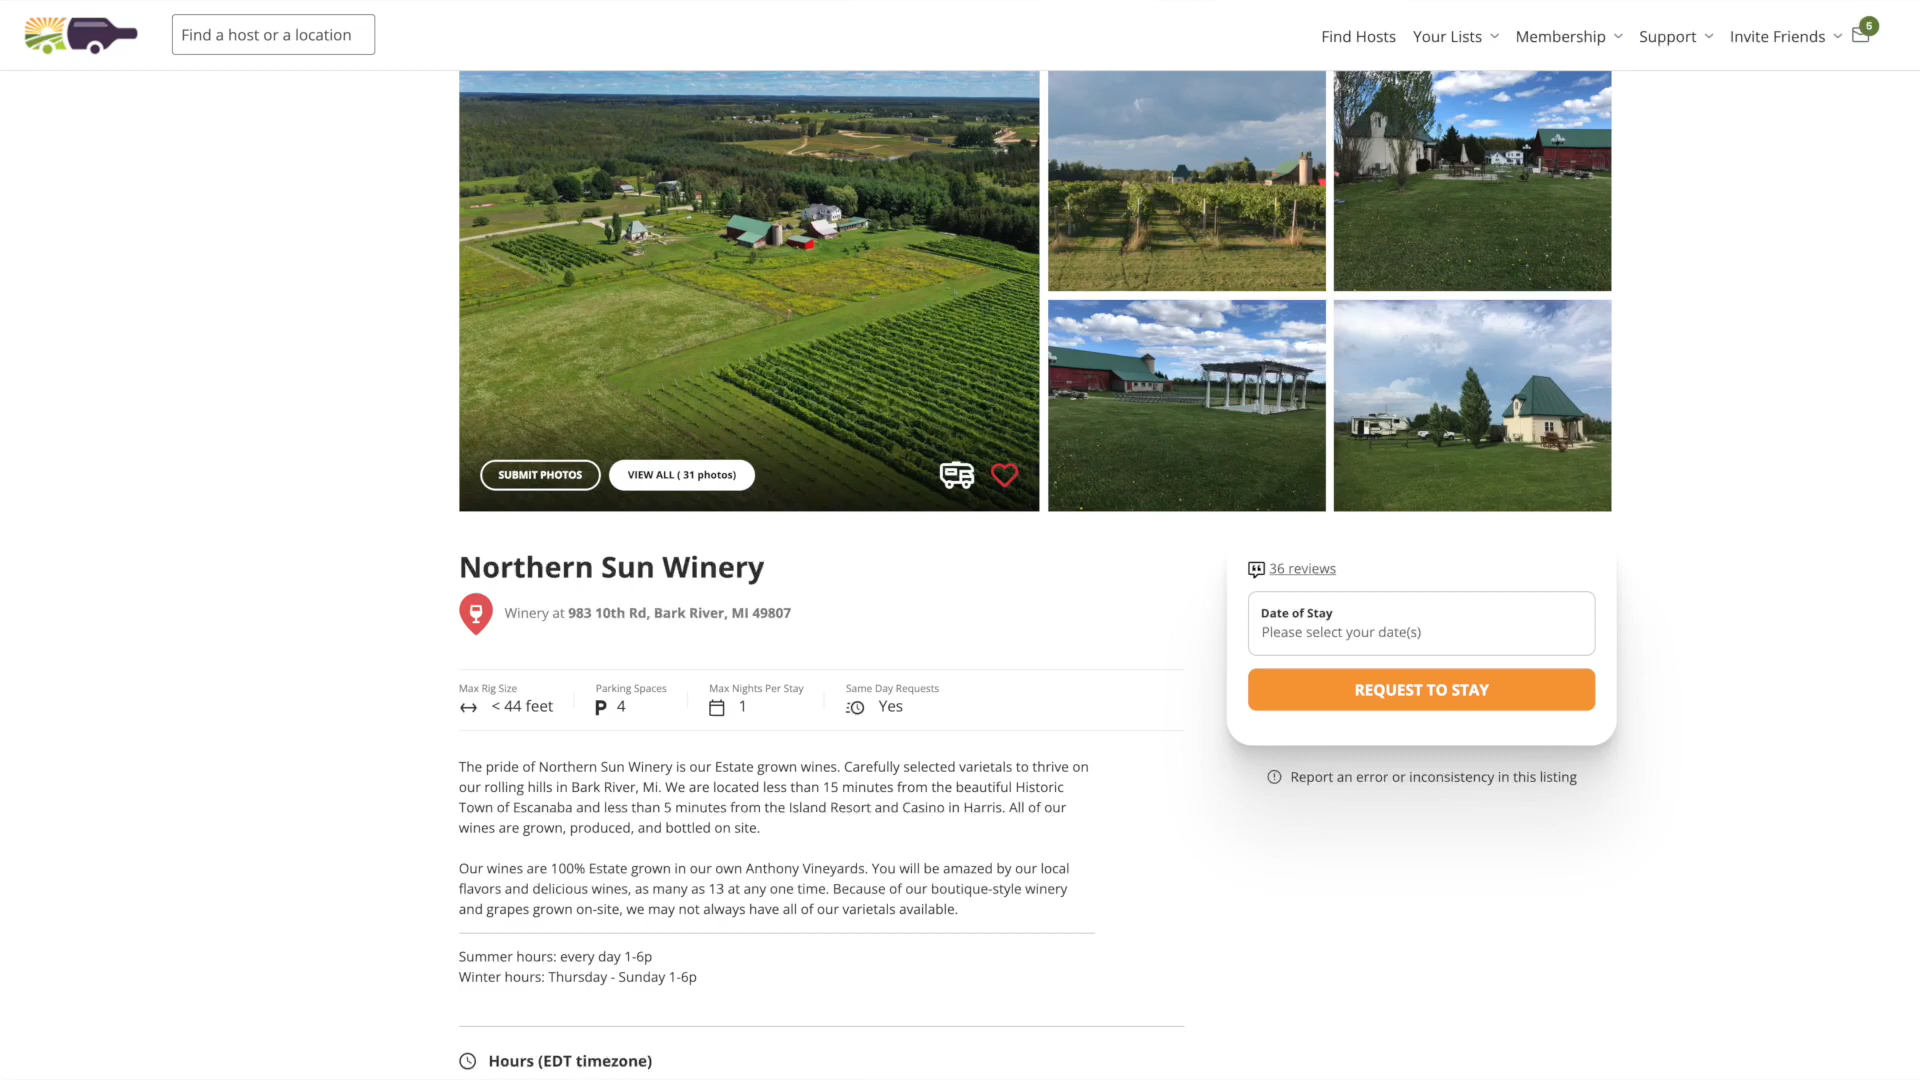 Find a host or a location
Find Hosts
Your Lists
Membership
Support
Invite Friends
5
SUBMIT PHOTOS
VIEW ALL ( 31 photos)
Northern Sun Winery
Winery at 983 10th Rd, Bark River, MI 49807
Max Rig Size
< 44 feet
Parking Spaces
P 4
Max Nights Per Stay
1
Same Day Requests
Yes
The pride of Northern Sun Winery is our Estate grown wines. Carefully selected varietals to thrive on
our rolling hills in Bark River, Mi. We are located less than 15 minutes from the beautiful Historic
Town of Escanaba and less than 5 minutes from the Island Resort and Casino in Harris. All of our
wines are grown, produced, and bottled on site.
Our wines are 100% Estate grown in our own Anthony Vineyards. You will be amazed by our local
flavors and delicious wines, as many as 13 at any one time. Because of our boutique-style winery
and grapes grown on-site, we may not always have all of our varietals available.
Summer hours: every day 1-6p
Winter hours: Thursday - Sunday 1-6p
Hours (EDT timezone)
36 reviews
Date of Stay
Please select your date(s)
REQUEST TO STAY
Report an error or inconsistency in this listing